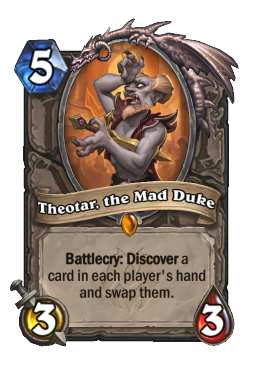 5
Theotar, the Mad Duke
Battlecry: Discover a
card in each player's hand
and swap them.
3
3